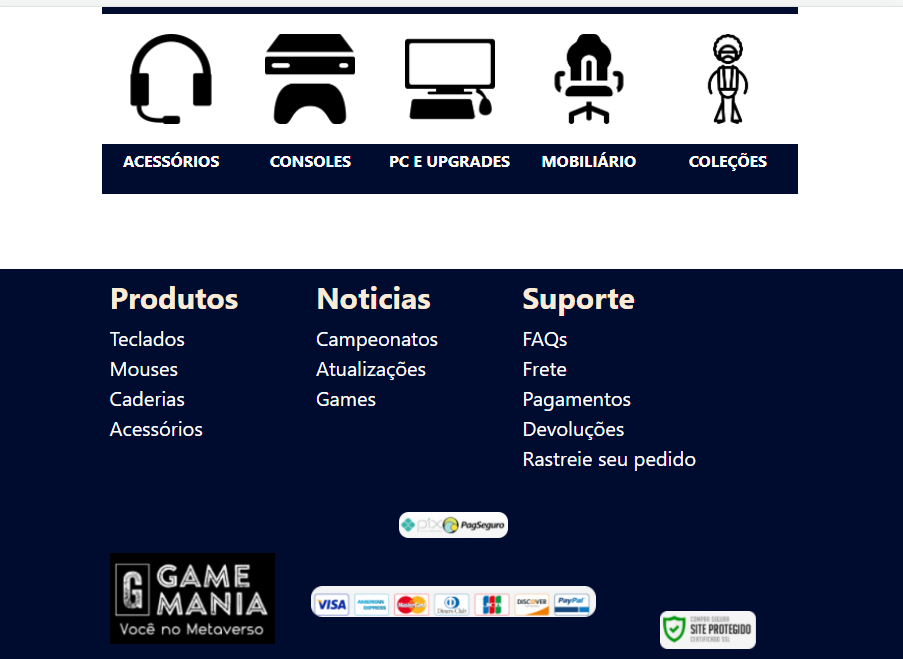 ACESSÓRIOS CONSOLES PC E UPGRADES MOBILIÁRIO COLEÇÕES
Produtos
Teclados
Mouses
Caderias
Acessórios
Noticias
Campeonatos
Atualizações
Games
Suporte
FAQs
Frete
Pagamentos
Devoluções
Rastreie seu pedido
pix PagSeguro
G GAME
MANIA
Você no Metaverso
VISA AMERICAN EXPRESS MasterCard Diners Club JCB DISCOVER PayPal
COMPRA SEGURA
SITE PROTEGIDO
CERTIFICADO SSL